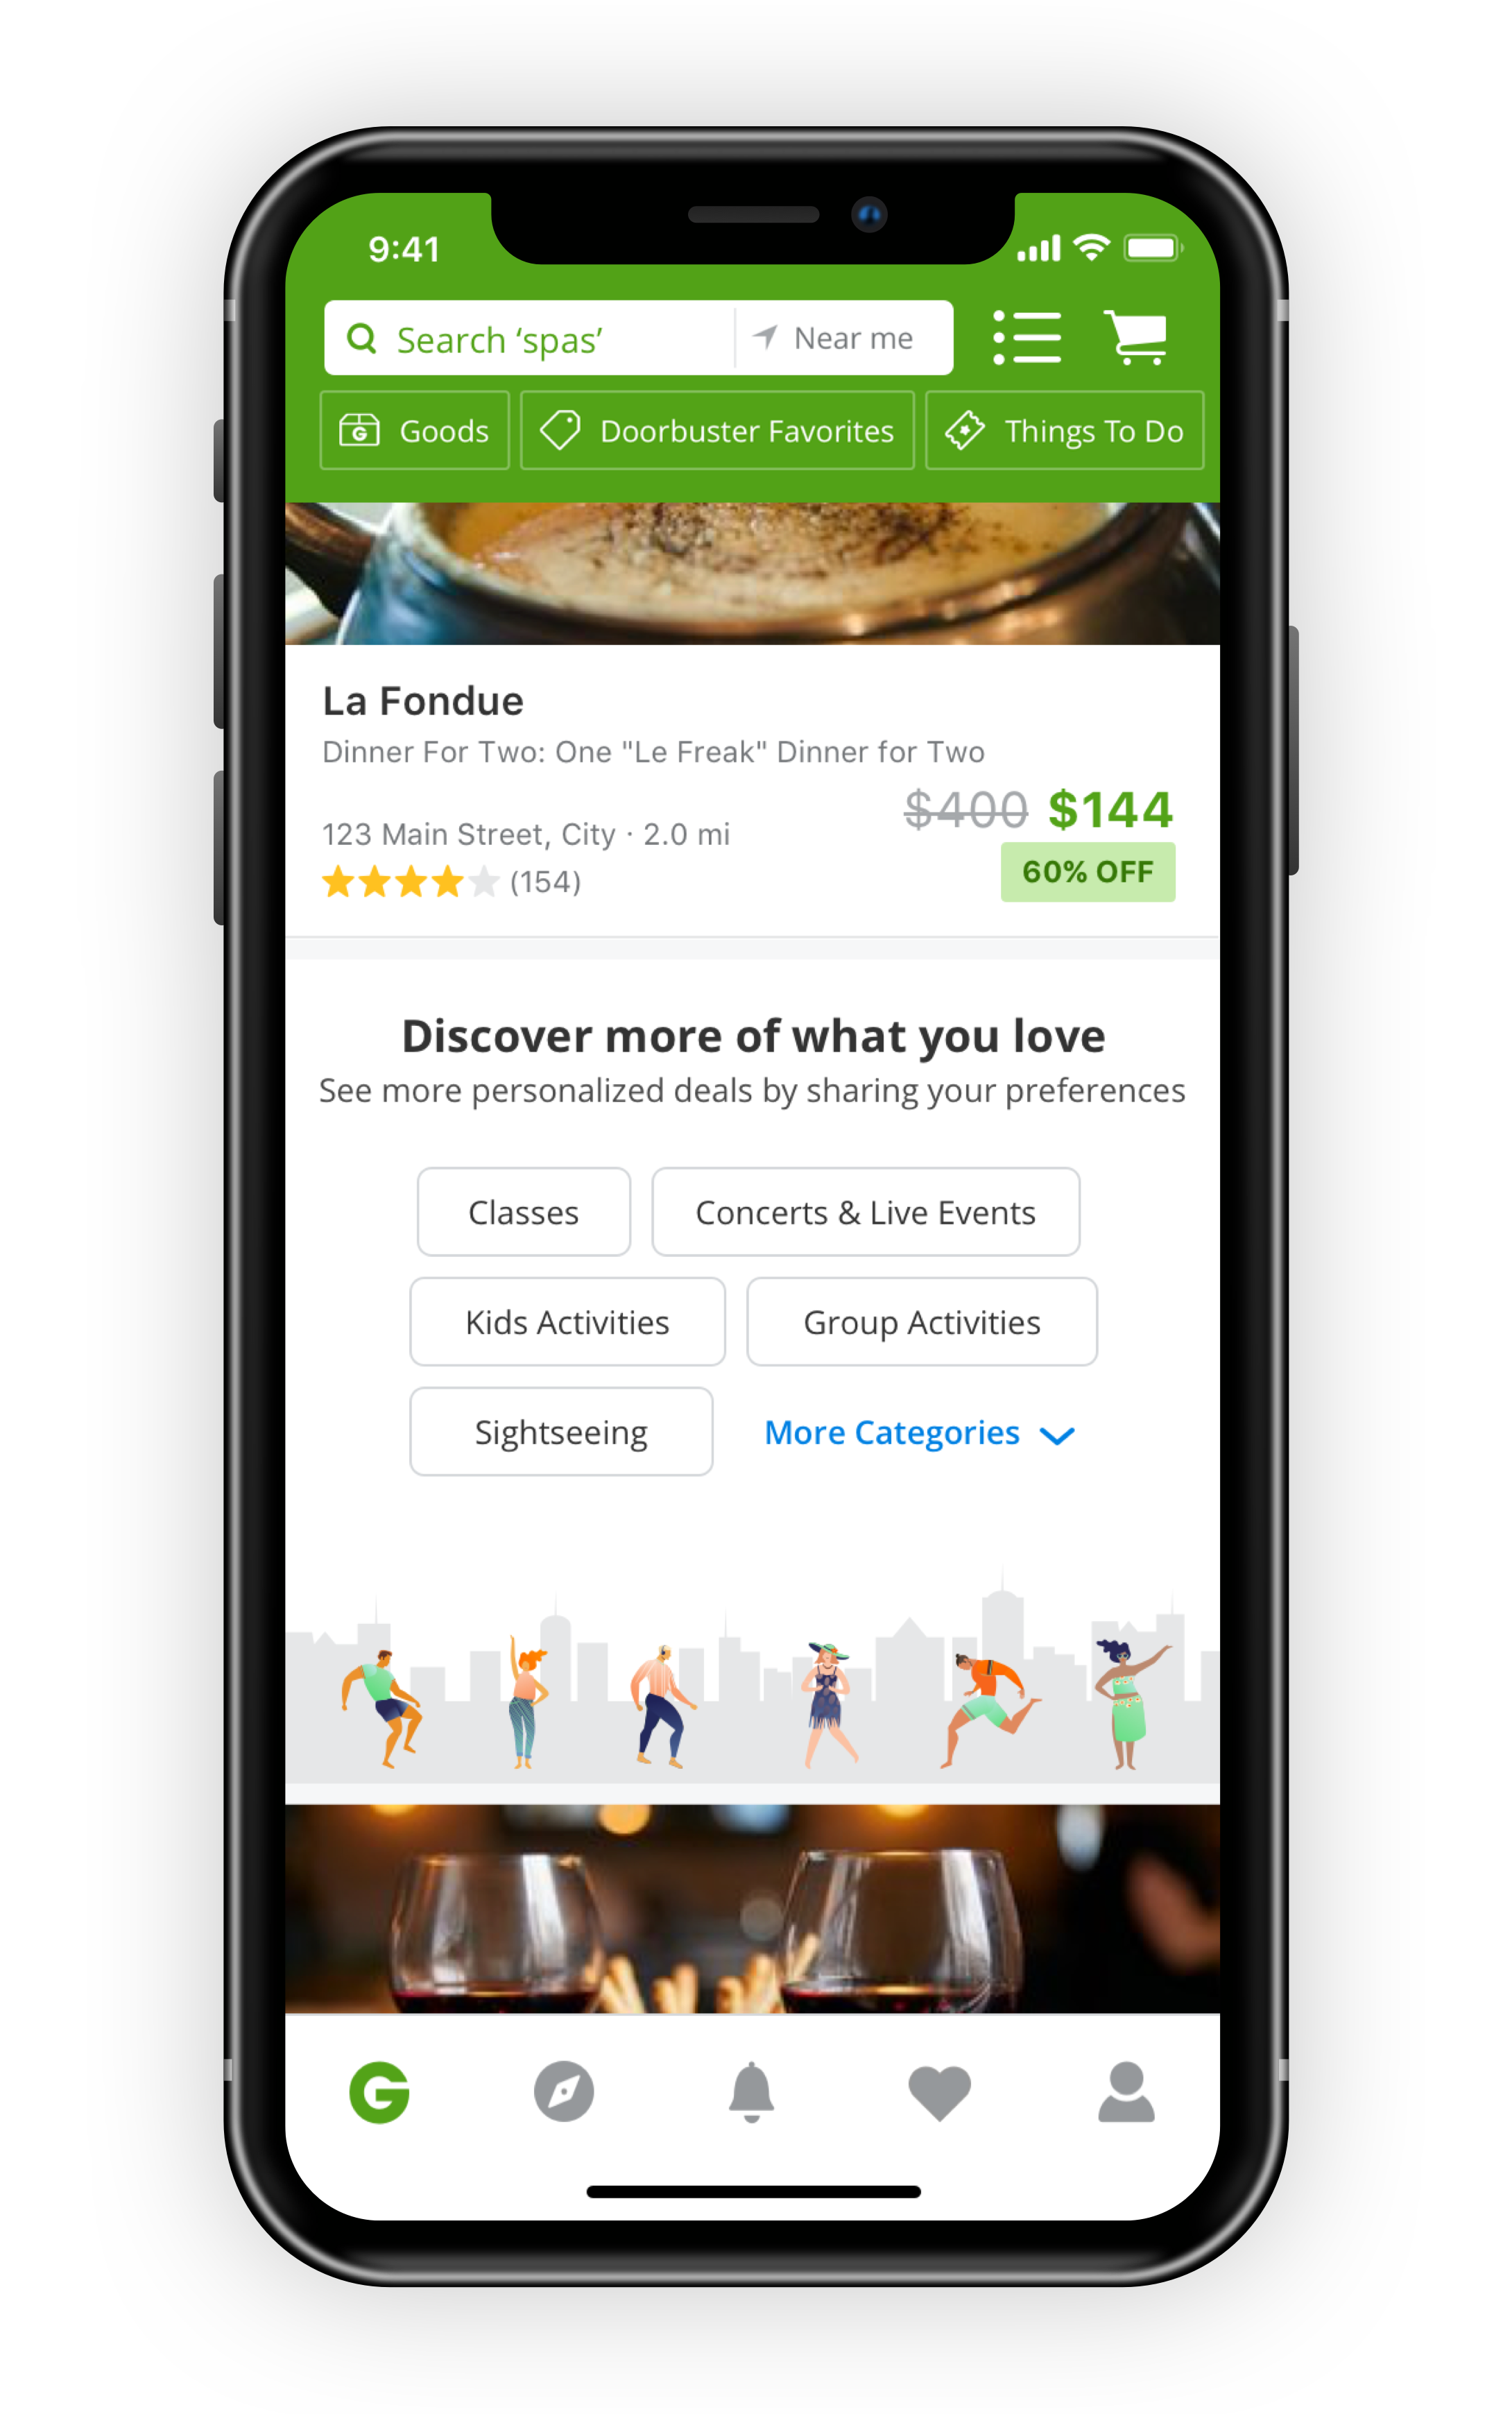 9:41
Search ‘spas’ Near me
Goods Doorbuster Favorites Things To Do
La Fondue
Dinner For Two: One "Le Freak" Dinner for Two
$400 $144
123 Main Street, City · 2.0 mi
60% OFF
(154)
Discover more of what you love
See more personalized deals by sharing your preferences
Classes Concerts & Live Events
Kids Activities Group Activities
Sightseeing More Categories
G